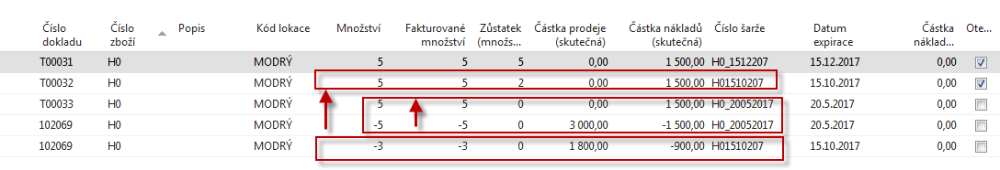 Číslo dokladu Číslo zboží Popis Kód lokace Množství Fakturované množství Zůstatek (množs... Částka prodeje (skutečná) Částka nákladů (skutečná) Číslo šarže Datum expirace Částka náklad... Ote...
T00031 H0 MODRÝ 5 5 5 0,00 1 500,00 H0_1512207 15.12.2017 0,00
T00032 H0 MODRÝ 5 5 2 0,00 1 500,00 H01510207 15.10.2017 0,00
T00033 H0 MODRÝ 5 5 0 0,00 1 500,00 H0_20052017 20.5.2017 0,00
102069 H0 MODRÝ -5 -5 0 3 000,00 -1 500,00 H0_20052017 20.5.2017 0,00
102069 H0 MODRÝ -3 -3 0 1 800,00 -900,00 H01510207 15.10.2017 0,00